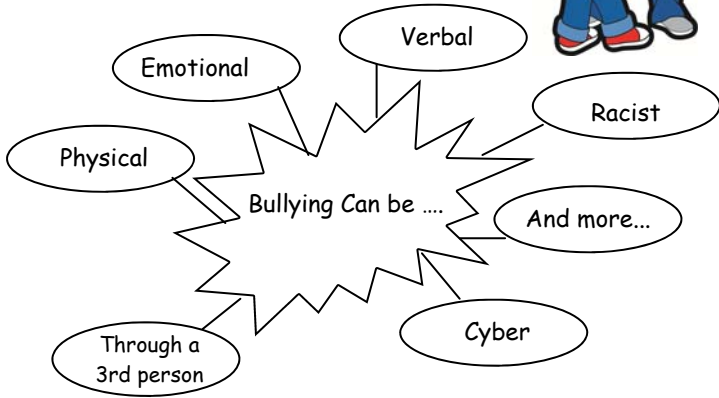 Verbal
Emotional
Racist
Physical
Bullying Can be ....
And more...
Cyber
Through a
3rd person